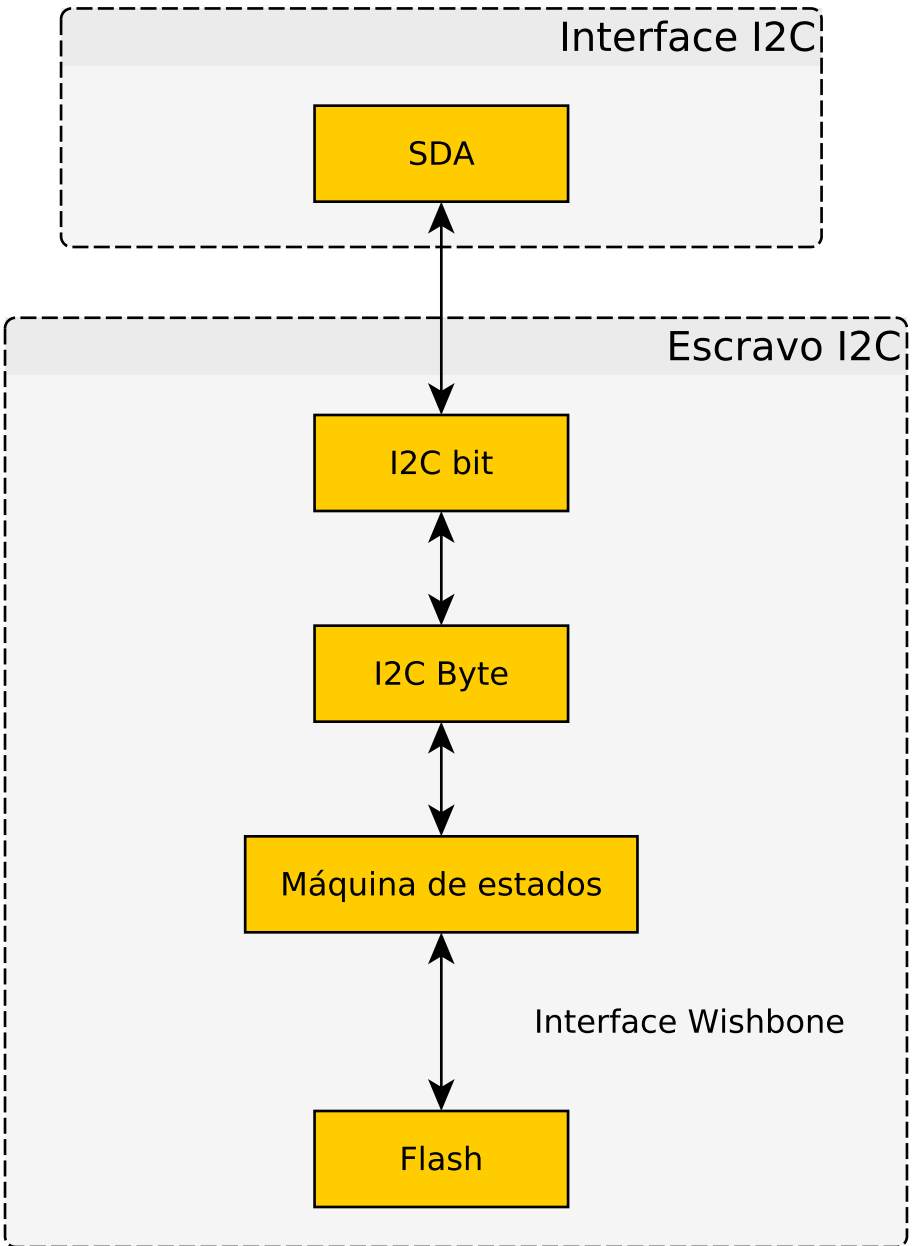 Interface I2C
SDA
Escravo I2C
I2C bit
I2C Byte
Máquina de estados
Interface Wishbone
Flash